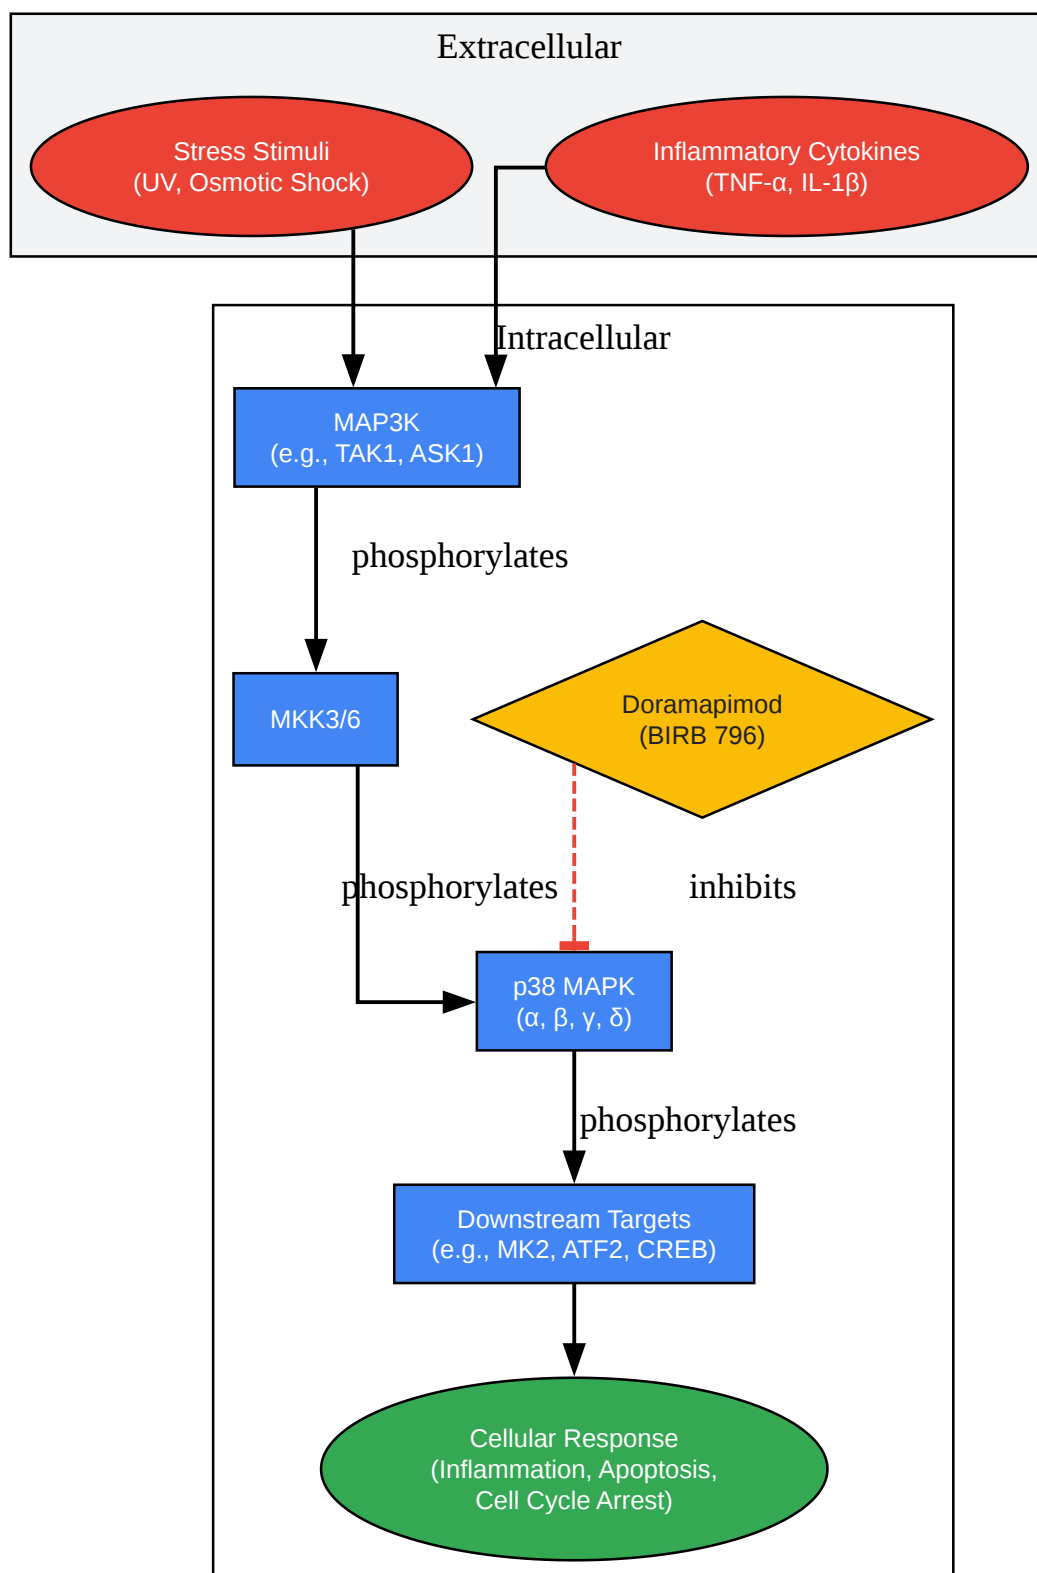 Extracellular
Stress Stimuli
(UV, Osmotic Shock)
Inflammatory Cytokines
(TNF-α, IL-1β)
Intracellular
MAP3K
(e.g., TAK1, ASK1)
phosphorylates
MKK3/6
Doramapimod
(BIRB 796)
phosphorylates
inhibits
p38 MAPK
(α, β, γ, δ)
phosphorylates
Downstream Targets
(e.g., MK2, ATF2, CREB)
Cellular Response
(Inflammation, Apoptosis,
Cell Cycle Arrest)